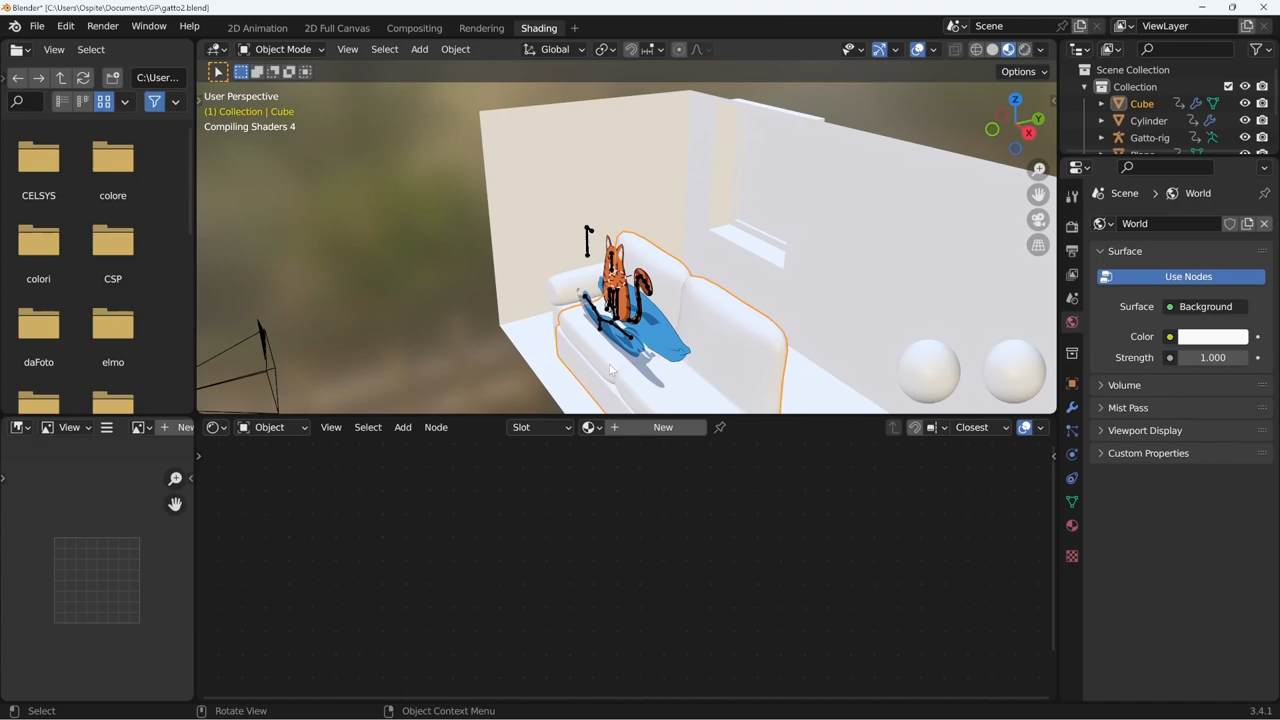 Blender* [C:\Users\Ospite\Documents\GP\gatto2.blend]
File Edit Render Window Help
2D Animation 2D Full Canvas Compositing Rendering Shading +
Scene
ViewLayer
View Select
Object Mode View Select Add Object
Global
Options
C:\User...
CELSYS colore
colori CSP
daFoto elmo
User Perspective
(1) Collection | Cube
Compiling Shaders 4
Z
Y
X
Scene Collection
Collection
Cube
Cylinder
Gatto-rig
Scene > World
World
Surface
Use Nodes
Surface Background
Color
Strength 1.000
Volume
Mist Pass
Viewport Display
Custom Properties
View
+ New
Object View Select Add Node
Slot
+ New
Closest
Select
Rotate View
Object Context Menu
3.4.1